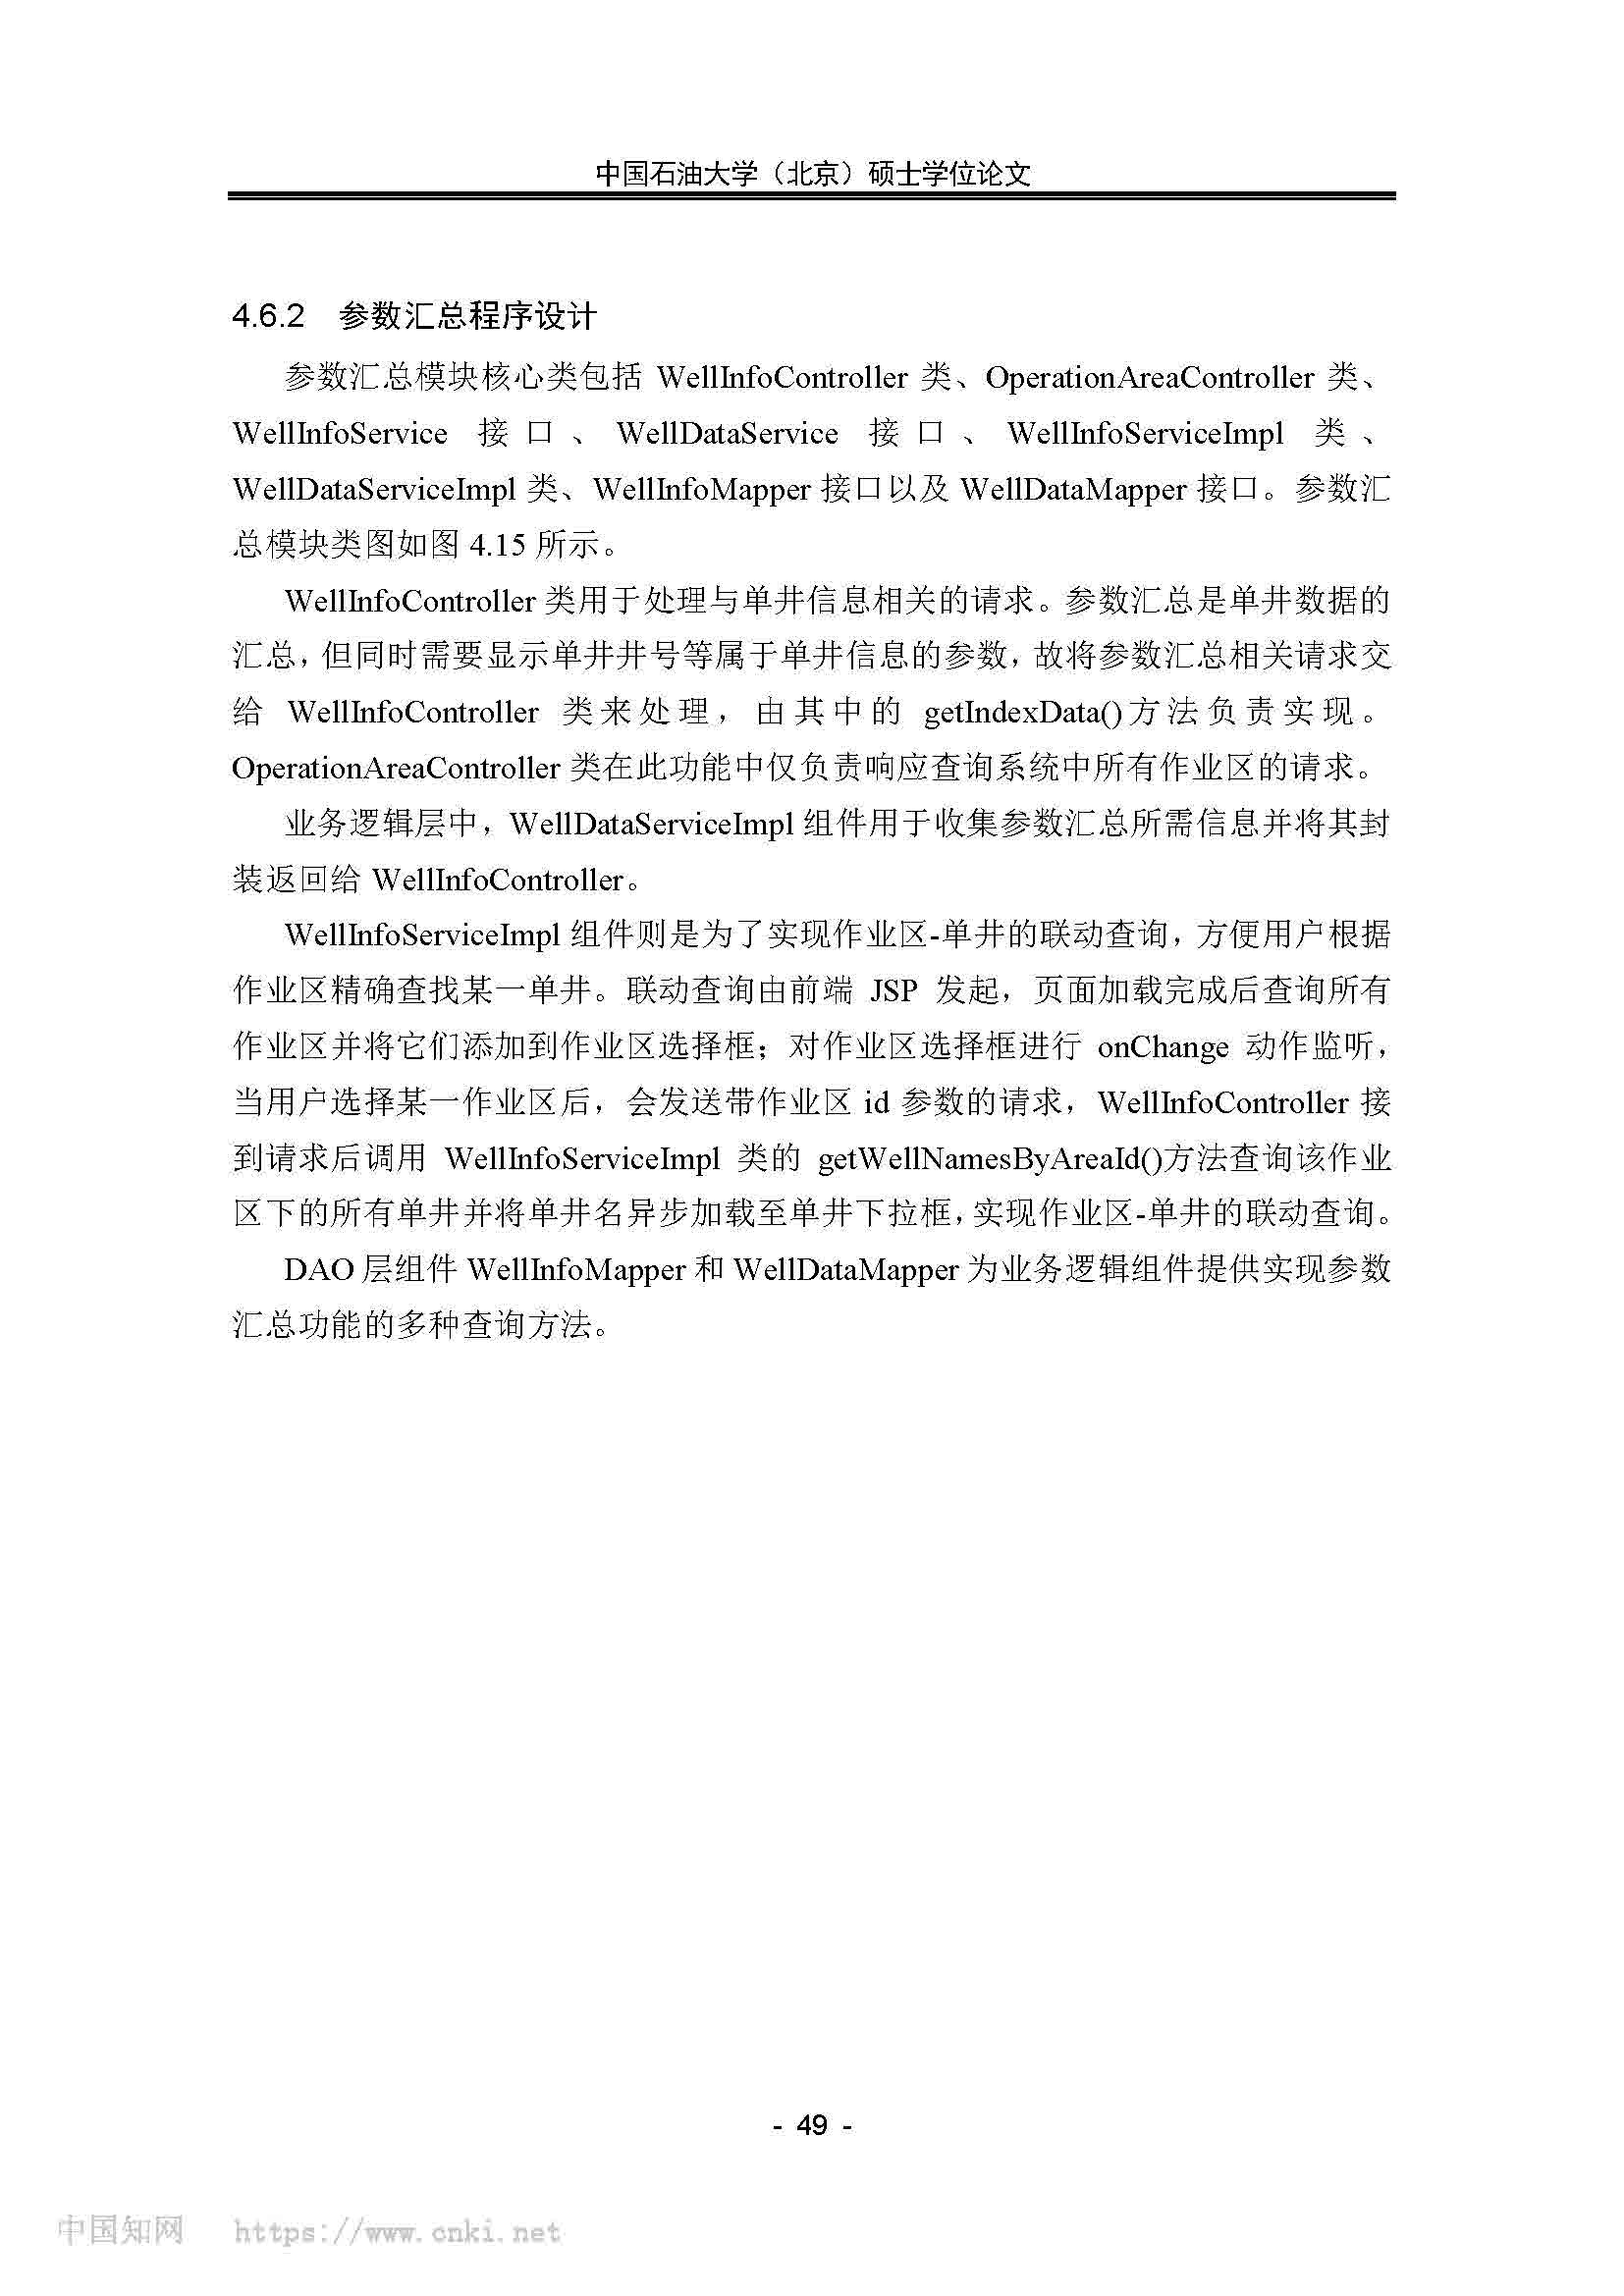 中国石油大学（北京）硕士学位论文
4.6.2 参数汇总程序设计
参数汇总模块核心类包括 WellInfoController 类、OperationAreaController 类、
WellInfoService 接口、WellDataService 接口、WellInfoServiceImpl 类、
WellDataServiceImpl 类、WellInfoMapper 接口以及 WellDataMapper 接口。参数汇
总模块类图如图 4.15 所示。
WellInfoController 类用于处理与单井信息相关的请求。参数汇总是单井数据的
汇总，但同时需要显示单井井号等属于单井信息的参数，故将参数汇总相关请求交
给 WellInfoController 类来处理，由其中的 getIndexData()方法负责实现。
OperationAreaController 类在此功能中仅负责响应查询系统中所有作业区的请求。
业务逻辑层中，WellDataServiceImpl 组件用于收集参数汇总所需信息并将其封
装返回给 WellInfoController。
WellInfoServiceImpl 组件则是为了实现作业区-单井的联动查询，方便用户根据
作业区精确查找某一单井。联动查询由前端 JSP 发起，页面加载完成后查询所有
作业区并将它们添加到作业区选择框；对作业区选择框进行 onChange 动作监听，
当用户选择某一作业区后，会发送带作业区 id 参数的请求，WellInfoController 接
到请求后调用 WellInfoServiceImpl 类的 getWellNamesByAreaId()方法查询该作业
区下的所有单井并将单井名异步加载至单井下拉框，实现作业区-单井的联动查询。
DAO 层组件 WellInfoMapper 和 WellDataMapper 为业务逻辑组件提供实现参数
汇总功能的多种查询方法。
- 49 -
中国知网 https://www.cnki.net